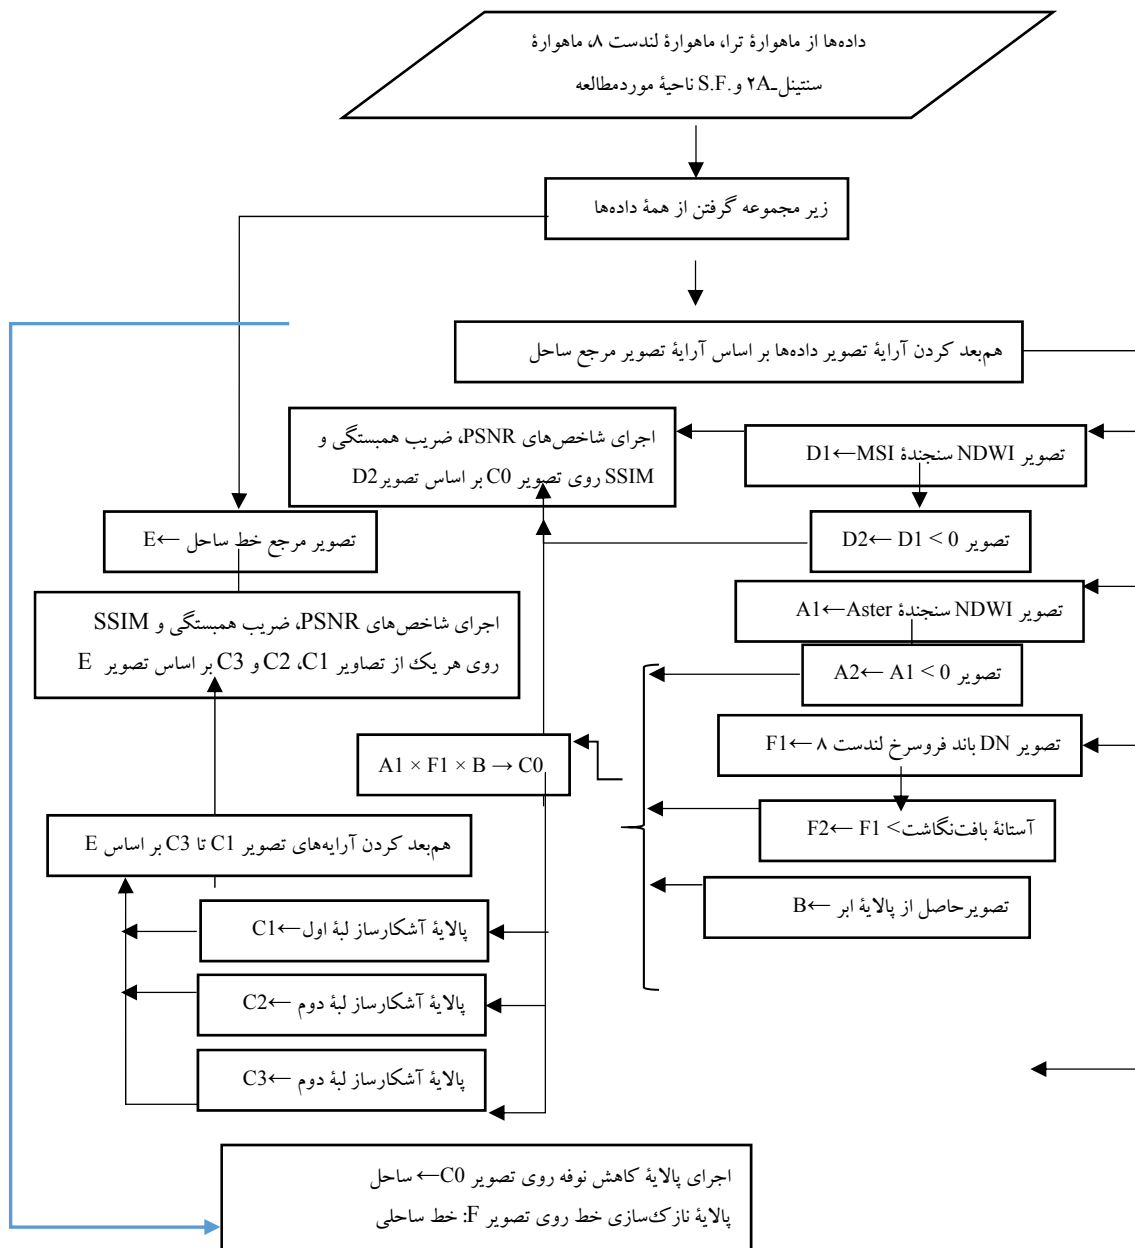 داده‌ها از ماهوارهٔ ترا، ماهوارهٔ لندست ۸، ماهوارهٔ
سنتینل‌ـ۲A و S.F. ناحیهٔ موردمطالعه
زیر مجموعه گرفتن از همهٔ داده‌ها
هم‌بعد کردن آرایهٔ تصویر داده‌ها بر اساس آرایهٔ تصویر مرجع ساحل
تصویر NDWI سنجندهٔ MSI→D1
اجرای شاخص‌های PSNR، ضریب همبستگی و
SSIM روی تصویر C0 بر اساس تصویر D2
تصویر D2← D1 < 0
تصویر مرجع خط ساحل ←E
تصویر NDWI سنجندهٔ Aster→A1
اجرای شاخص‌های PSNR، ضریب همبستگی و SSIM
روی هر یک از تصاویر C1، C2 و C3 بر اساس تصویر E
تصویر A2← A1 < 0
تصویر DN باند فروسرخ لندست ۸ ←F1
A1 × F1 × B → C0
آستانهٔ بافت‌نگاشت> F2← F1
هم‌بعد کردن آرایه‌های تصویر C1 تا C3 بر اساس E
تصویرحاصل از پالایهٔ ابر ←B
پالایهٔ آشکارساز لبهٔ اول←C1
پالایهٔ آشکارساز لبهٔ دوم ←C2
پالایهٔ آشکارساز لبهٔ دوم ←C3
اجرای پالایهٔ کاهش نوفه روی تصویر C0← ساحل
پالایهٔ نازک‌سازی خط روی تصویر F: خط ساحلی